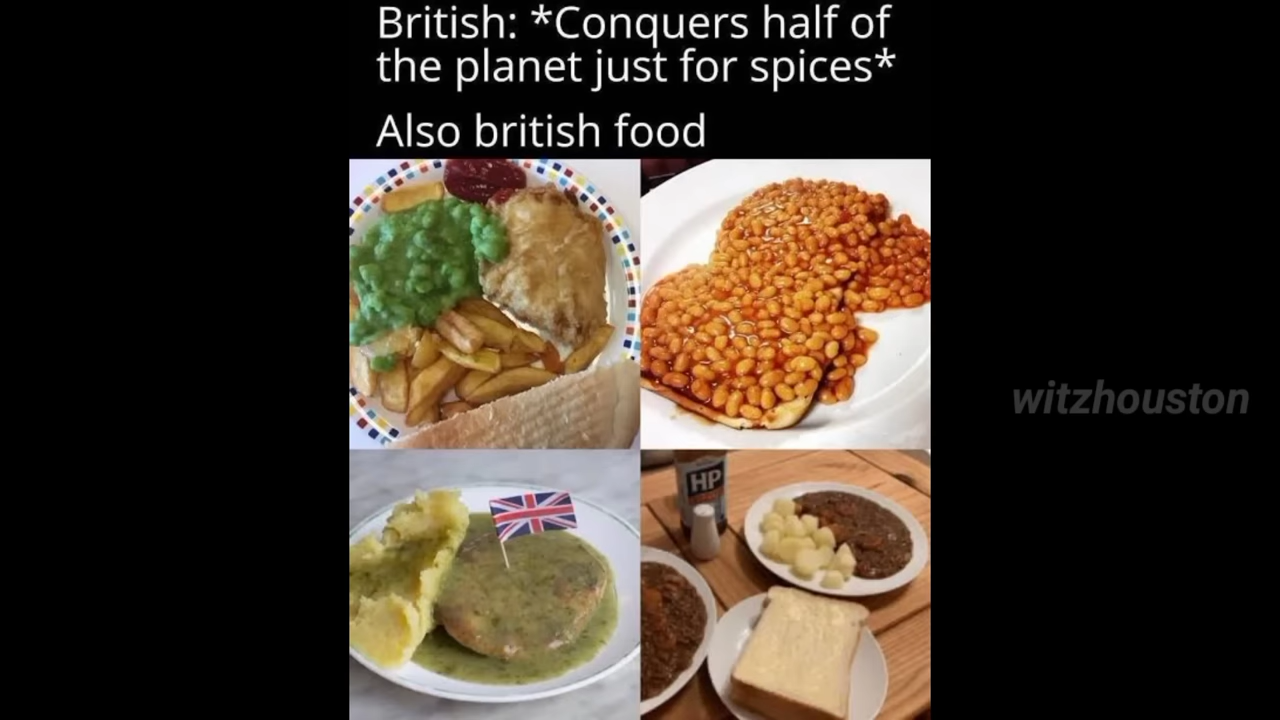 British: *Conquers half of
the planet just for spices*
Also british food
witzhouston
HP